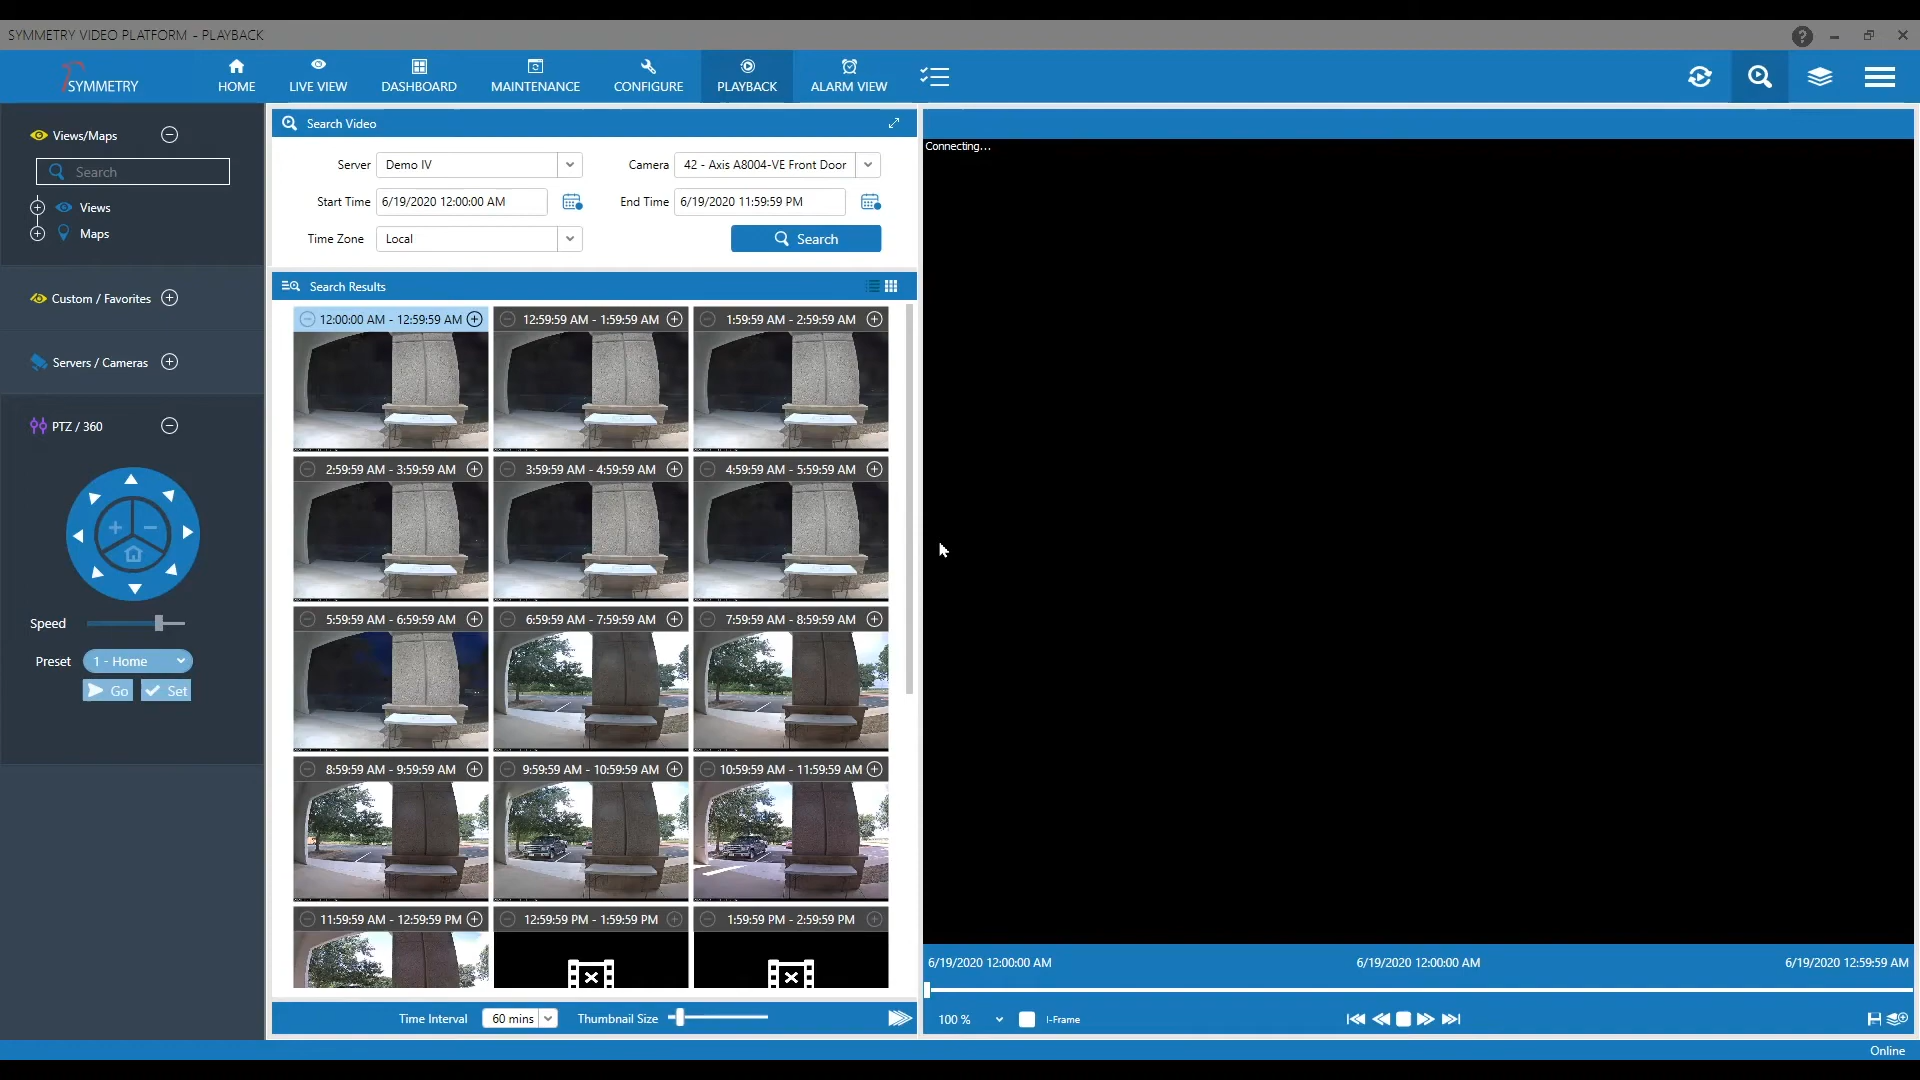 SYMMETRY VIDEO PLATFORM - PLAYBACK
SYMMETRY
HOME
LIVE VIEW
DASHBOARD
MAINTENANCE
CONFIGURE
PLAYBACK
ALARM VIEW
Views/Maps
Search
Views
Maps
Custom / Favorites
Servers / Cameras
PTZ / 360
Speed
Preset 1 - Home
Go Set
Search Video
Server Demo IV Camera 42 - Axis A8004-VE Front Door
Start Time 6/19/2020 12:00:00 AM End Time 6/19/2020 11:59:59 PM
Time Zone Local Search
Search Results
12:00:00 AM - 12:59:59 AM 12:59:59 AM - 1:59:59 AM 1:59:59 AM - 2:59:59 AM
2:59:59 AM - 3:59:59 AM 3:59:59 AM - 4:59:59 AM 4:59:59 AM - 5:59:59 AM
5:59:59 AM - 6:59:59 AM 6:59:59 AM - 7:59:59 AM 7:59:59 AM - 8:59:59 AM
8:59:59 AM - 9:59:59 AM 9:59:59 AM - 10:59:59 AM 10:59:59 AM - 11:59:59 AM
11:59:59 AM - 12:59:59 PM 12:59:59 PM - 1:59:59 PM 1:59:59 PM - 2:59:59 PM
Time Interval 60 mins Thumbnail Size
Connecting...
6/19/2020 12:00:00 AM 6/19/2020 12:00:00 AM 6/19/2020 12:59:59 AM
100 % I-Frame
Online